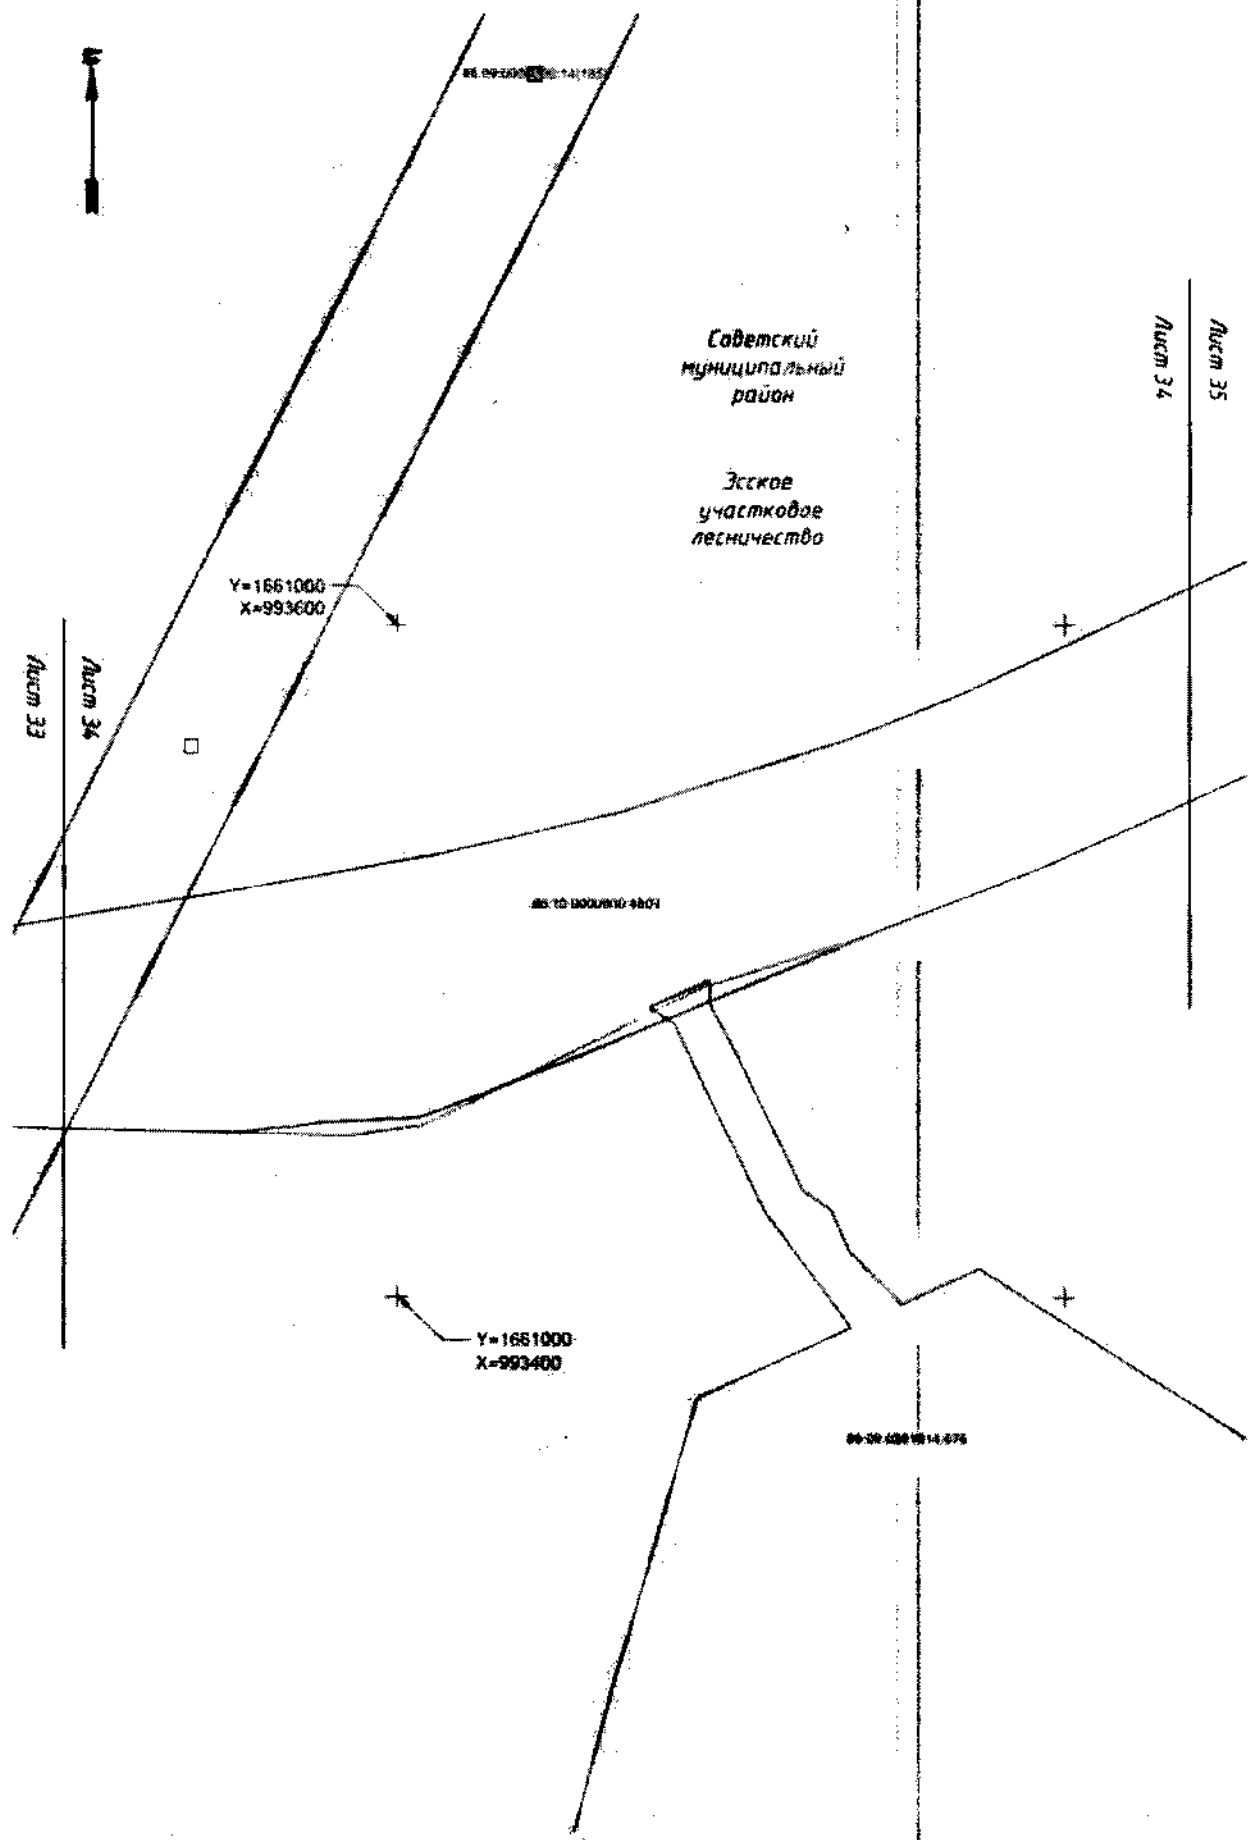 Советский
муниципальный
район
Лист 35
Лист 34
Эсское
участковое
лесничество
Y=1661000
X=993600
Лист 34
Лист 33
Y=1661000
X=993400